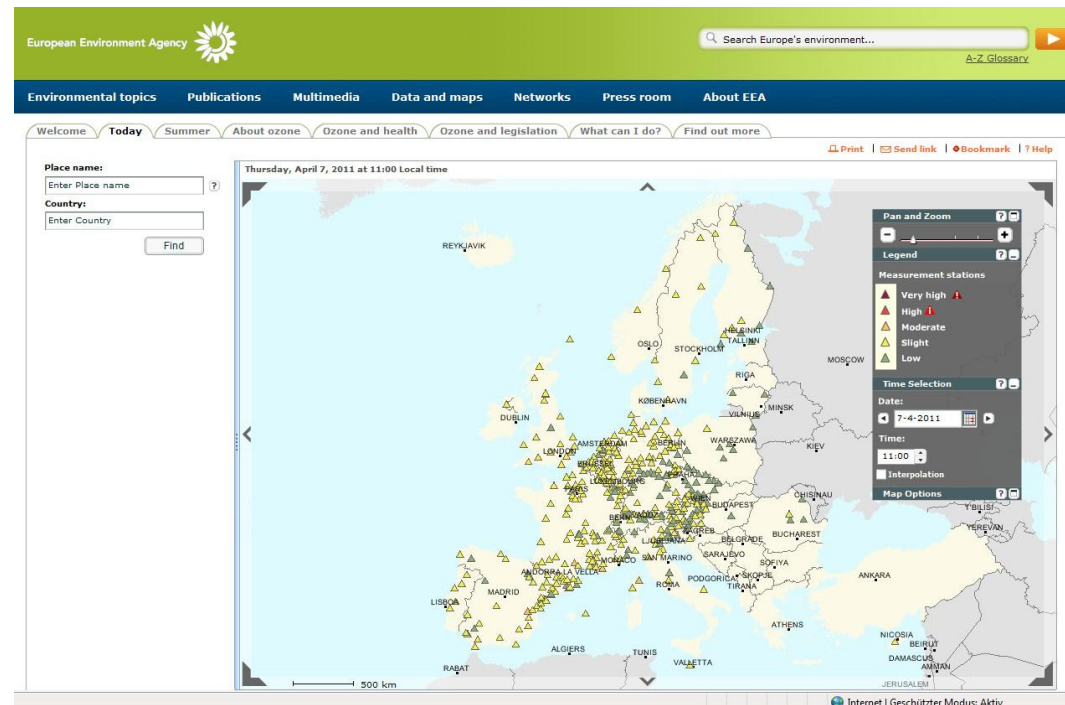 European Environment Agency
Search Europe's environment...
A-Z Glossary
Environmental topics Publications Multimedia Data and maps Networks Press room About EEA
Welcome Today Summer About ozone Ozone and health Ozone and legislation What can I do? Find out more
Print Send link Bookmark ? Help
Place name:
Enter Place name ?
Country:
Enter Country
Find
Thursday, April 7, 2011 at 11:00 Local time
Pan and Zoom ?
Legend ?
Measurement stations
Very high
High
Moderate
Slight
Low
Time Selection ?
Date:
7-4-2011
Time:
11:00
Interpolation
Map Options ?
REYKJAVIK
HELSINKI
OSLO
STOCKHOLM
TALLINN
MOSCOW
RIGA
KØBENHAVN
MINSK
VILNIUS
DUBLIN
AMSTERDAM
BERLIN
WARSZAWA
KIEV
LONDON
BRUSSEL
LUXEMBOURG
PRAHA
PARIS
WIEN
CHISINAU
BUDAPEST
BERN
VADUZ
T'BILISI
LJUBLJANA
ZAGREB
BELGRADE
BUCHAREST
YEREVAN
MONACO
SAN MARINO
SARAJEVO
SOFIYA
ANDORRA LA VELLA
ROMA
PODGORICA
SKOPJE
TIRANA
ANKARA
MADRID
LISBOA
ATHENS
NICOSIA
BEIRUT
ALGIERS
TUNIS
VALLETTA
DAMASCUS
AMMAN
RABAT
JERUSALEM
500 km
Internet | Geschützter Modus: Aktiv